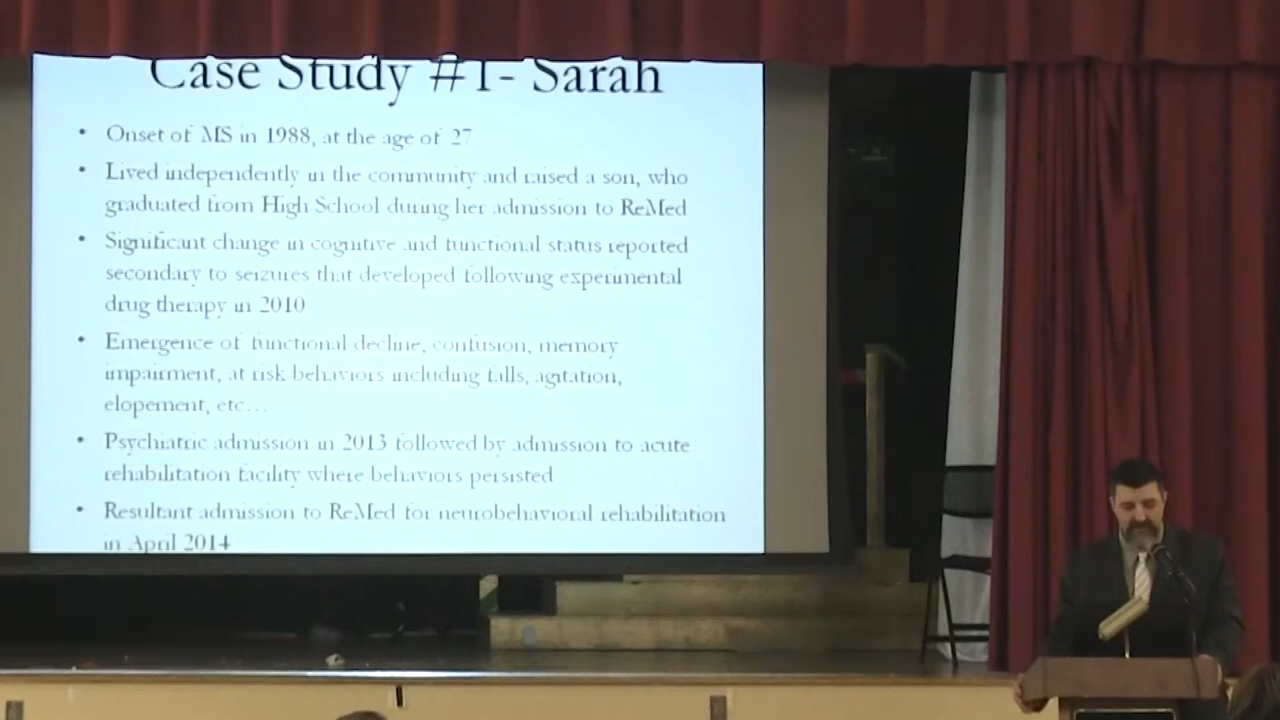 Case Study #1- Sarah
• Onset of MS in 1988, at the age of 27
• Lived independently in the community and raised a son, who
graduated from High School during her admission to ReMed
• Significant change in cognitive and functional status reported
secondary to seizures that developed following experimental
drug therapy in 2010
• Emergence of functional decline, confusion, memory
impairment, at risk behaviors including falls, agitation,
elopement, etc…
• Psychiatric admission in 2013 followed by admission to acute
rehabilitation facility where behaviors persisted
• Resultant admission to ReMed for neurobehavioral rehabilitation
in April 2014